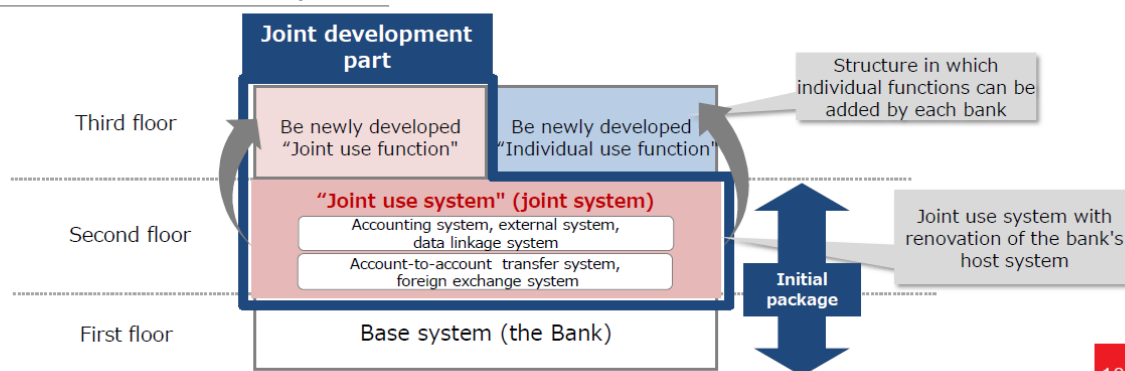 Joint development
part
Structure in which
individual functions can be
added by each bank
Third floor
Be newly developed
“Joint use function"
Be newly developed
“Individual use function"
“Joint use system" (joint system)
Accounting system, external system,
data linkage system
Second floor
Account-to-account transfer system,
foreign exchange system
Joint use system with
renovation of the bank's
host system
Initial
package
First floor
Base system (the Bank)